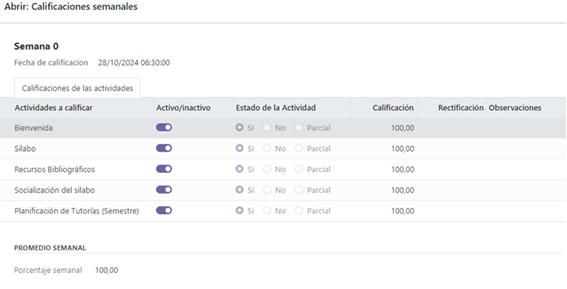 Abrir: Calificaciones semanales
Semana 0
Fecha de calificacion 28/10/2024 06:30:00
Calificaciones de las actividades
Actividades a calificar Activo/inactivo Estado de la Actividad Calificación Rectificación Observaciones
Bienvenida Si No Parcial 100,00
Silabo Si No Parcial 100,00
Recursos Bibliográficos Si No Parcial 100,00
Socialización del silabo Si No Parcial 100,00
Planificación de Tutorías (Semestre) Si No Parcial 100,00
PROMEDIO SEMANAL
Porcentaje semanal 100,00